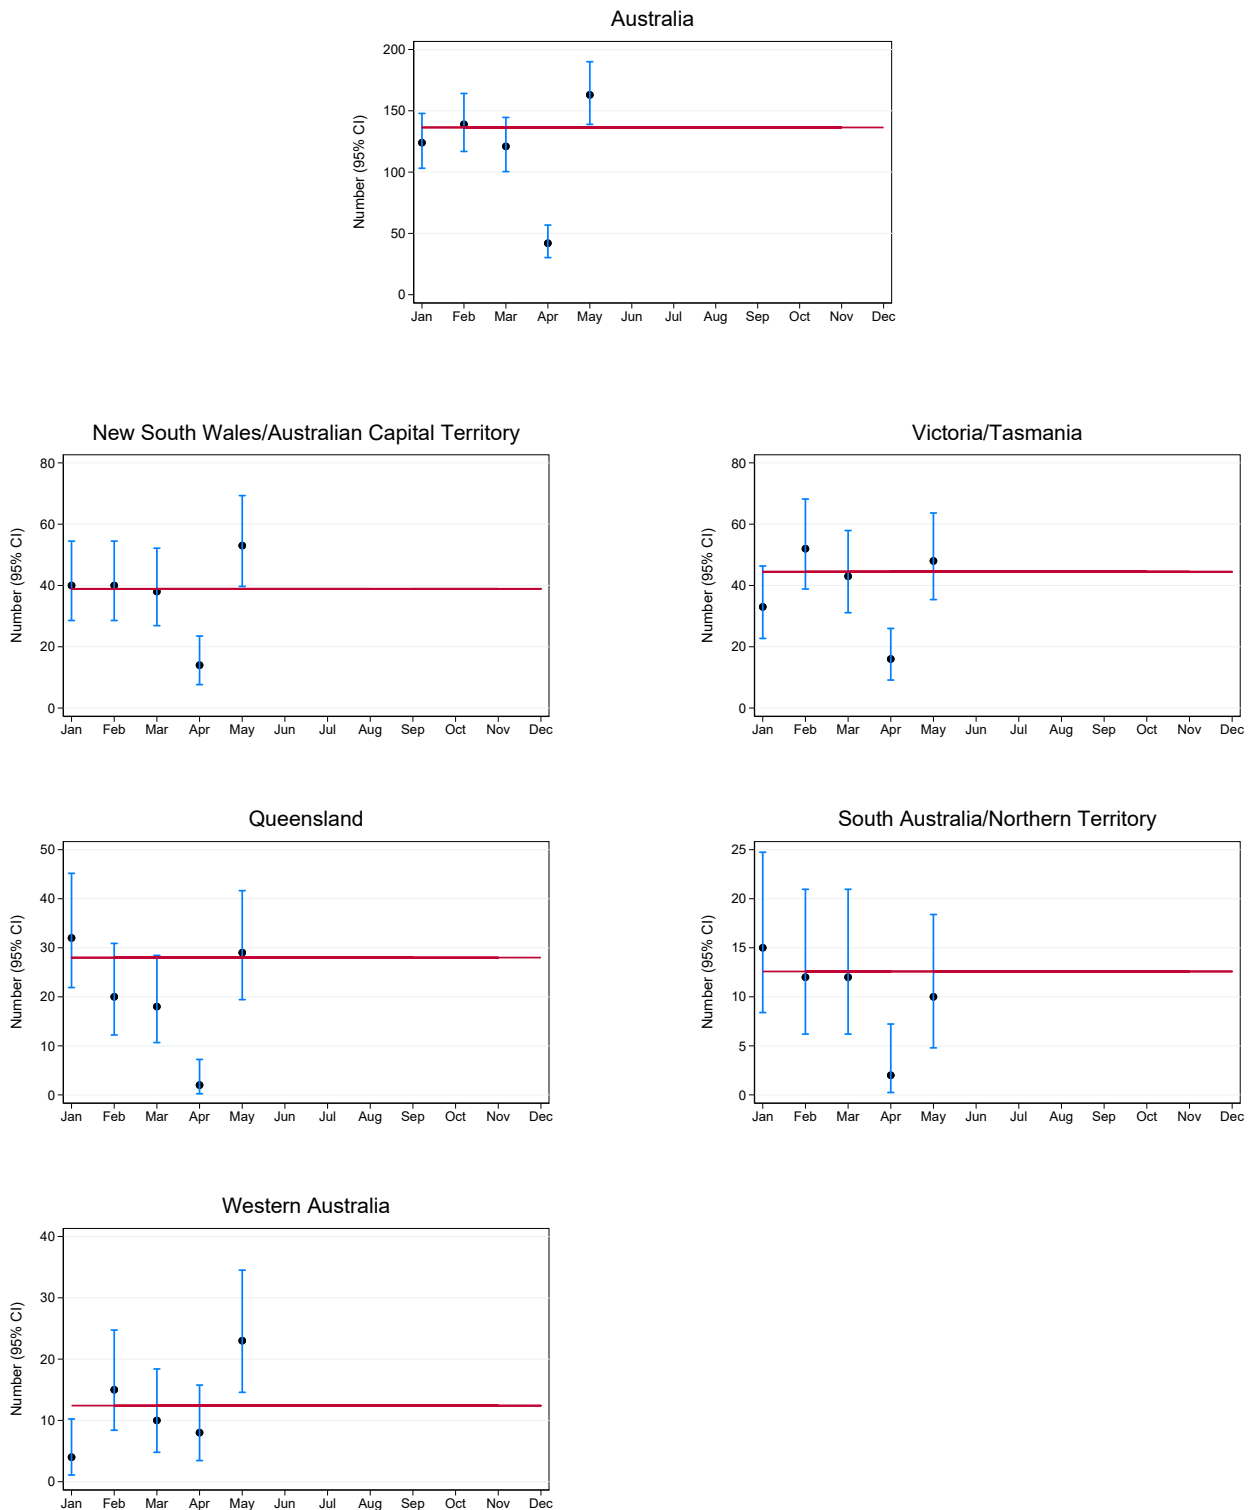 Australia
Number (95% CI)
200
150
100
50
0
Jan Feb Mar Apr May Jun Jul Aug Sep Oct Nov Dec
New South Wales/Australian Capital Territory
Number (95% CI)
80
60
40
20
0
Jan Feb Mar Apr May Jun Jul Aug Sep Oct Nov Dec
Victoria/Tasmania
Number (95% CI)
80
60
40
20
0
Jan Feb Mar Apr May Jun Jul Aug Sep Oct Nov Dec
Queensland
Number (95% CI)
50
40
30
20
10
0
Jan Feb Mar Apr May Jun Jul Aug Sep Oct Nov Dec
South Australia/Northern Territory
Number (95% CI)
25
20
15
10
5
0
Jan Feb Mar Apr May Jun Jul Aug Sep Oct Nov Dec
Western Australia
Number (95% CI)
40
30
20
10
0
Jan Feb Mar Apr May Jun Jul Aug Sep Oct Nov Dec